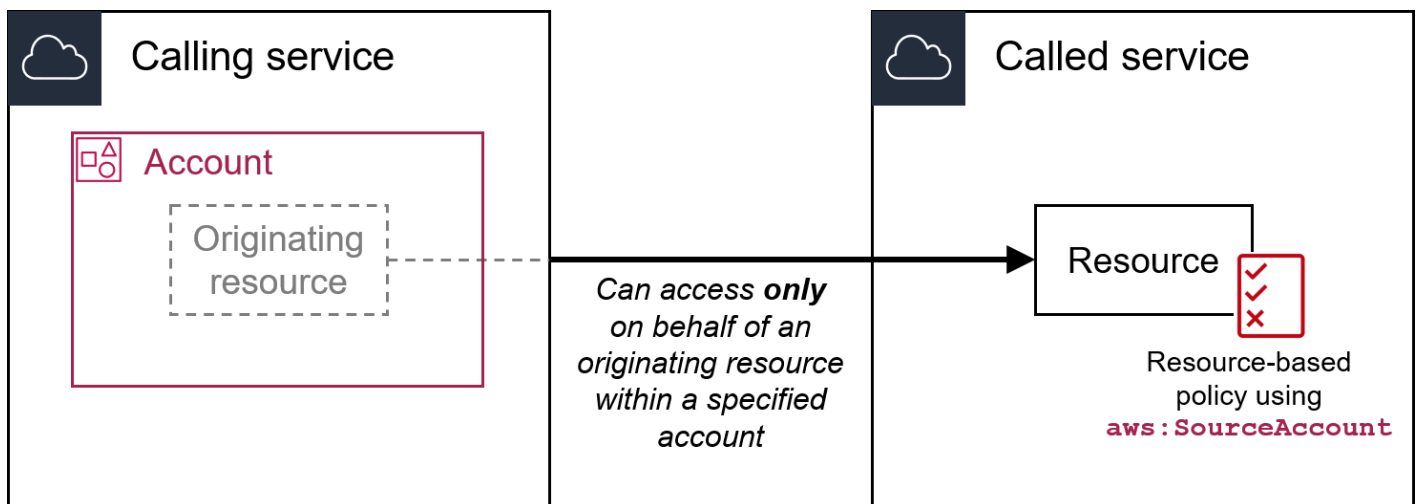 Calling service
Account
Originating
resource
Can access only
on behalf of an
originating resource
within a specified
account
Called service
Resource
Resource-based
policy using
aws:SourceAccount